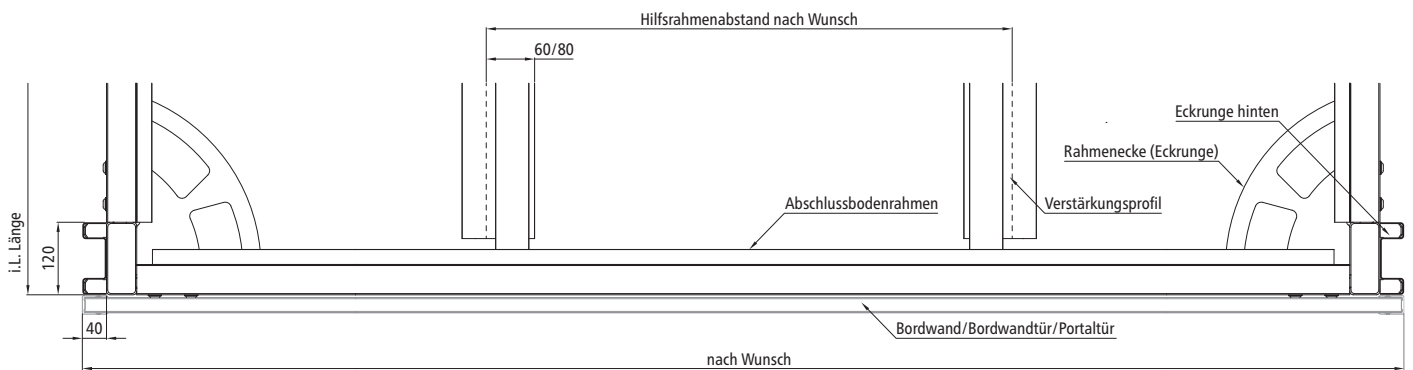 Hilfsrahmenabstand nach Wunsch
60/80
Eckrunge hinten
Rahmenecke (Eckrunge)
Abschlussbodenrahmen
Verstärkungsprofil
i.L. Länge
120
40
Bordwand/Bordwandtür/Portaltür
nach Wunsch